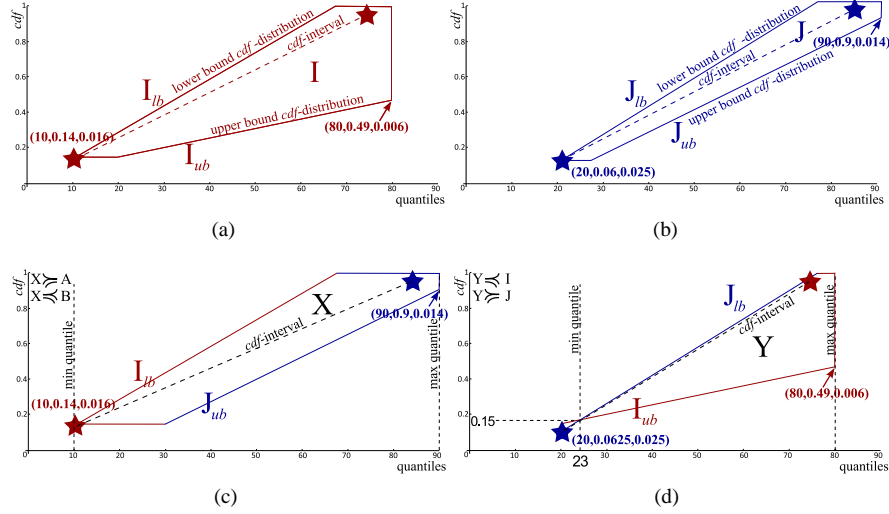 cdf
1
0.8
0.6
0.4
0.2
0
10
20
30
40
50
60
70
80
90
quantiles
lower bound cdf -distribution
cdf-interval
upper bound cdf-distribution
I
I lb
I ub
(10,0.14,0.016)
(80,0.49,0.006)
(a)
cdf
1
0.8
0.6
0.4
0.2
0
10
20
30
40
50
60
70
80
90
quantiles
lower bound cdf -distribution
cdf-interval
upper bound cdf -distribution
J
J lb
J ub
(20,0.06,0.025)
(90,0.9,0.014)
(b)
cdf
1
0.8
0.6
0.4
0.2
0
10
20
30
40
50
60
70
80
90
quantiles
X A
X B
min quantile
max quantile
cdf-interval
X
I lb
J ub
(10,0.14,0.016)
(90,0.9,0.014)
(c)
cdf
1
0.8
0.6
0.4
0.2
0.15
0
10
20
23
30
40
50
60
70
80
90
quantiles
Y I
Y J
min quantile
max quantile
cdf-interval
Y
J lb
I ub
(20,0.0625,0.025)
(80,0.49,0.006)
(d)